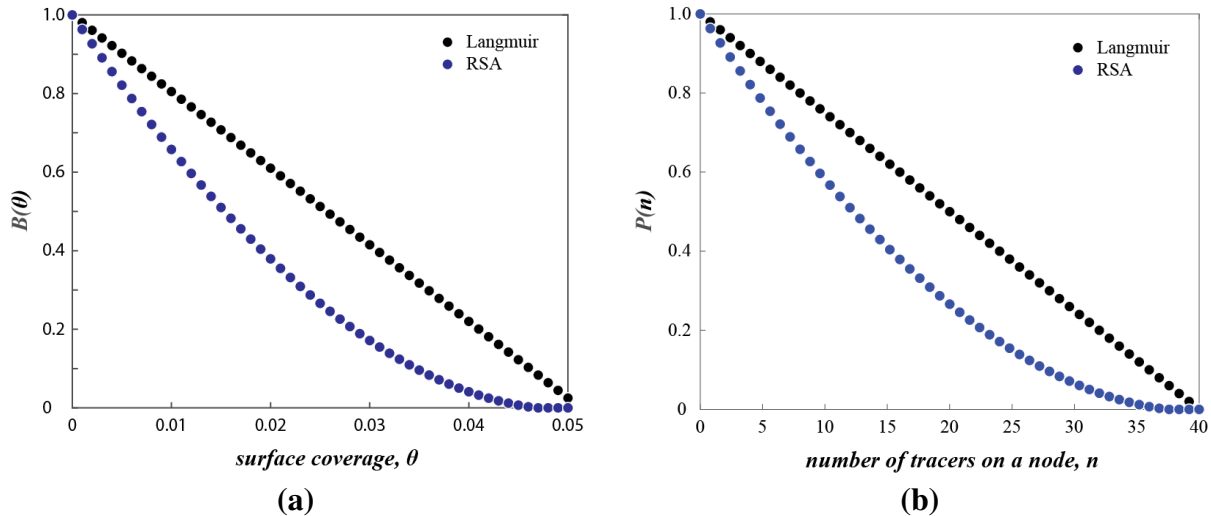 1.0
0.8
0.6
0.4
0.2
0
B(θ)
Langmuir
RSA
0
0.01
0.02
0.03
0.04
0.05
surface coverage, θ
(a)
1.0
0.8
0.6
0.4
0.2
0
P(n)
Langmuir
RSA
0
5
10
15
20
25
30
35
40
number of tracers on a node, n
(b)